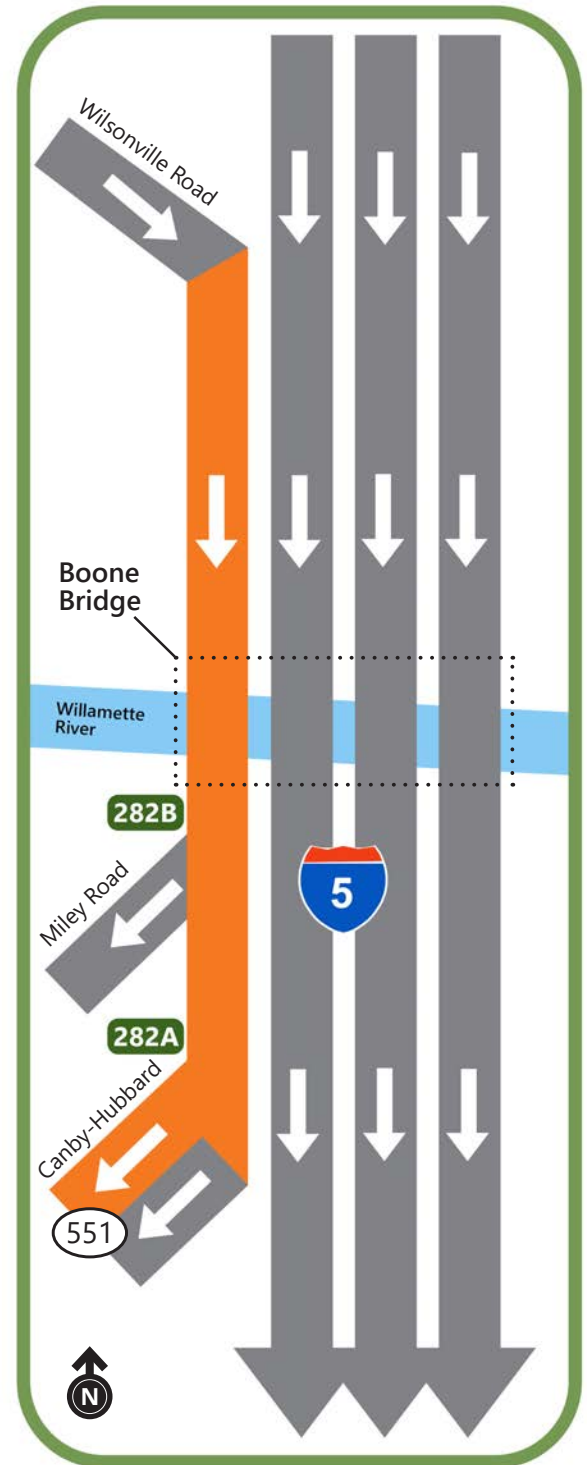 Wilsonville Road
Boone
Bridge
Willamette
River
282B
Miley Road
5
282A
Canby-Hubbard
551
N